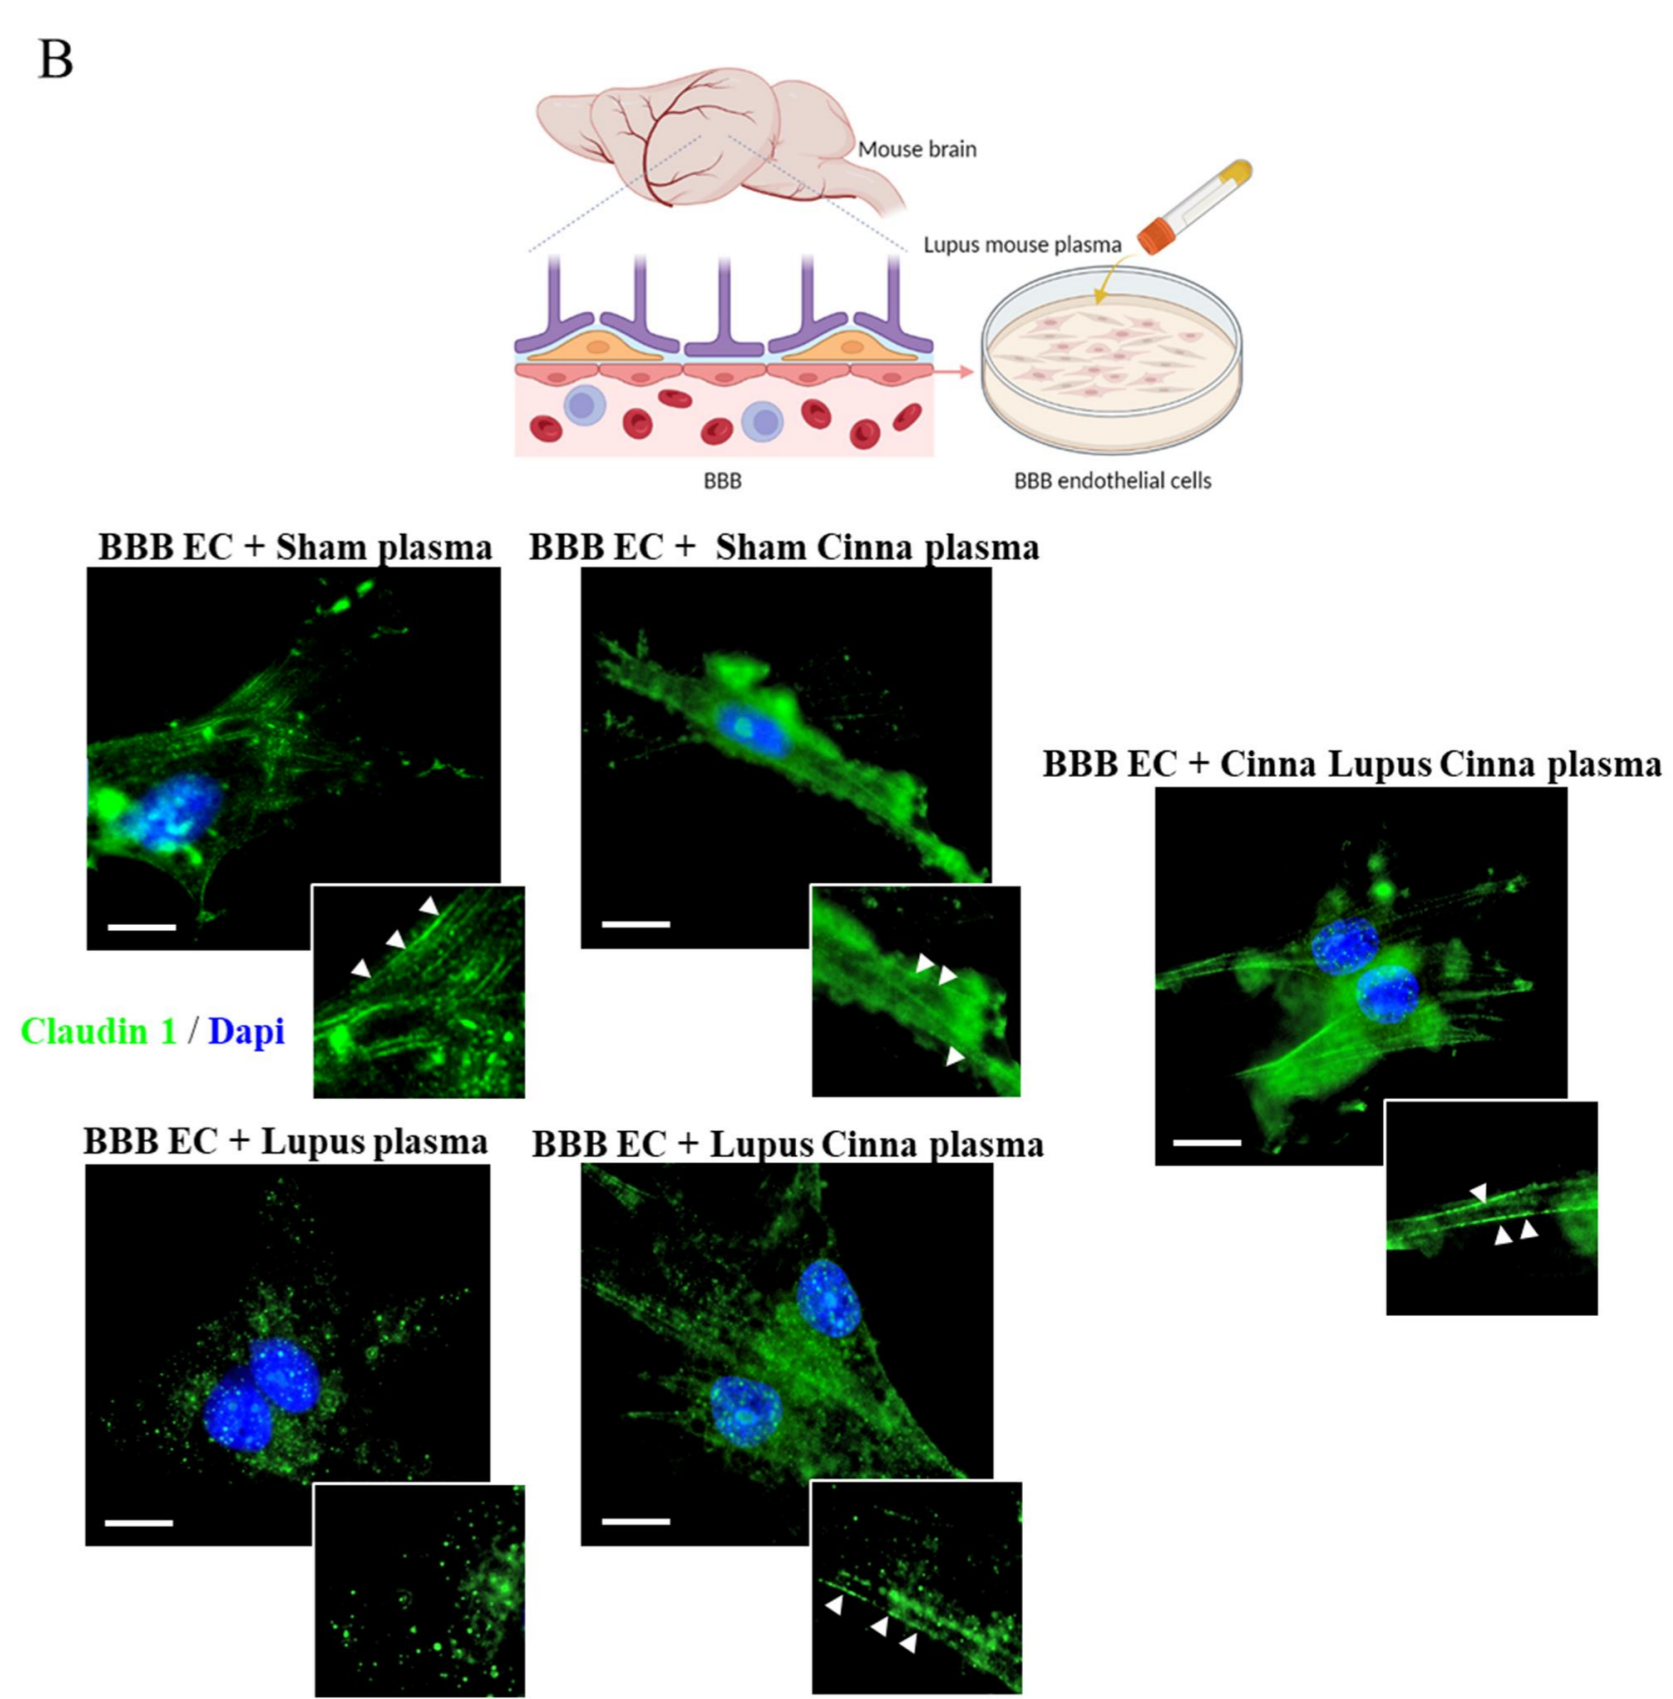 B
Mouse brain
Lupus mouse plasma
BBB
BBB endothelial cells
BBB EC + Sham plasma
BBB EC + Sham Cinna plasma
BBB EC + Cinna Lupus Cinna plasma
Claudin 1 / Dapi
BBB EC + Lupus plasma
BBB EC + Lupus Cinna plasma